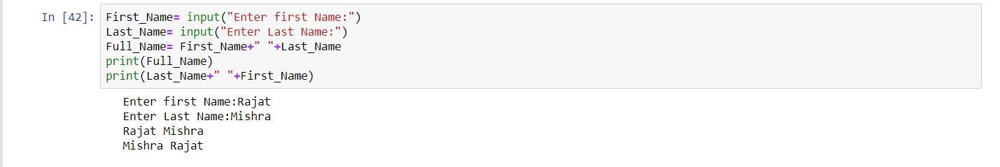 In [42]: First_Name= input("Enter first Name:")
Last_Name= input("Enter Last Name:")
Full_Name= First_Name+" "+Last_Name
print(Full_Name)
print(Last_Name+" "+First_Name)
Enter first Name:Rajat
Enter Last Name:Mishra
Rajat Mishra
Mishra Rajat